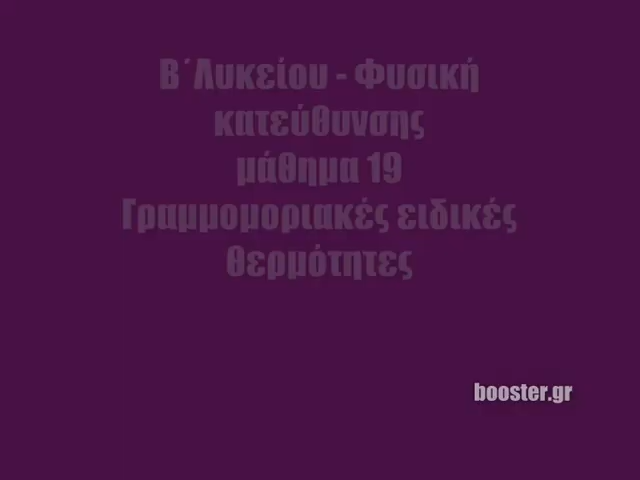 Β΄Λυκείου - Φυσική
κατεύθυνσης
μάθημα 19
Γραμμομοριακές ειδικές
θερμότητες
booster.gr